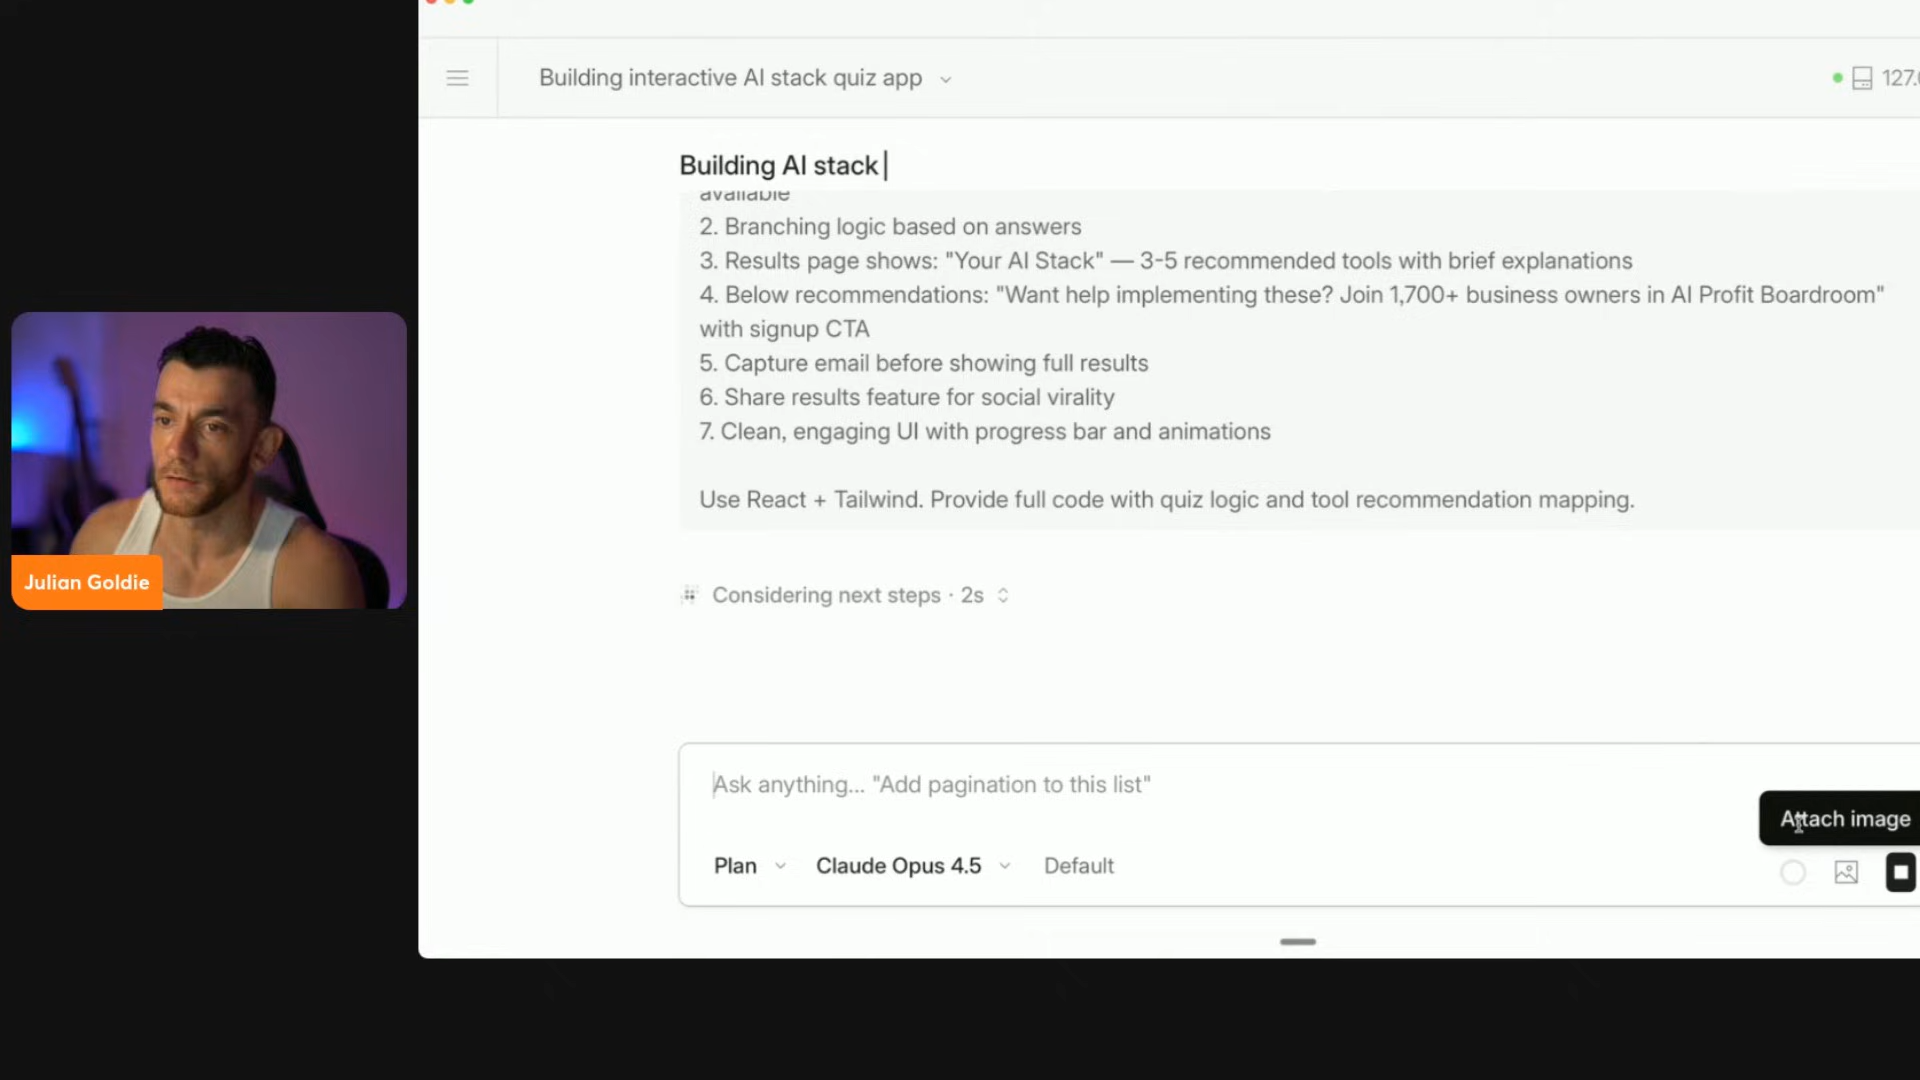 Building interactive AI stack quiz app
127.
Building AI stack
available
2. Branching logic based on answers
3. Results page shows: "Your AI Stack" — 3-5 recommended tools with brief explanations
4. Below recommendations: "Want help implementing these? Join 1,700+ business owners in AI Profit Boardroom"
with signup CTA
5. Capture email before showing full results
6. Share results feature for social virality
7. Clean, engaging UI with progress bar and animations
Use React + Tailwind. Provide full code with quiz logic and tool recommendation mapping.
Julian Goldie
Considering next steps · 2s
Ask anything... "Add pagination to this list"
Attach image
Plan
Claude Opus 4.5
Default